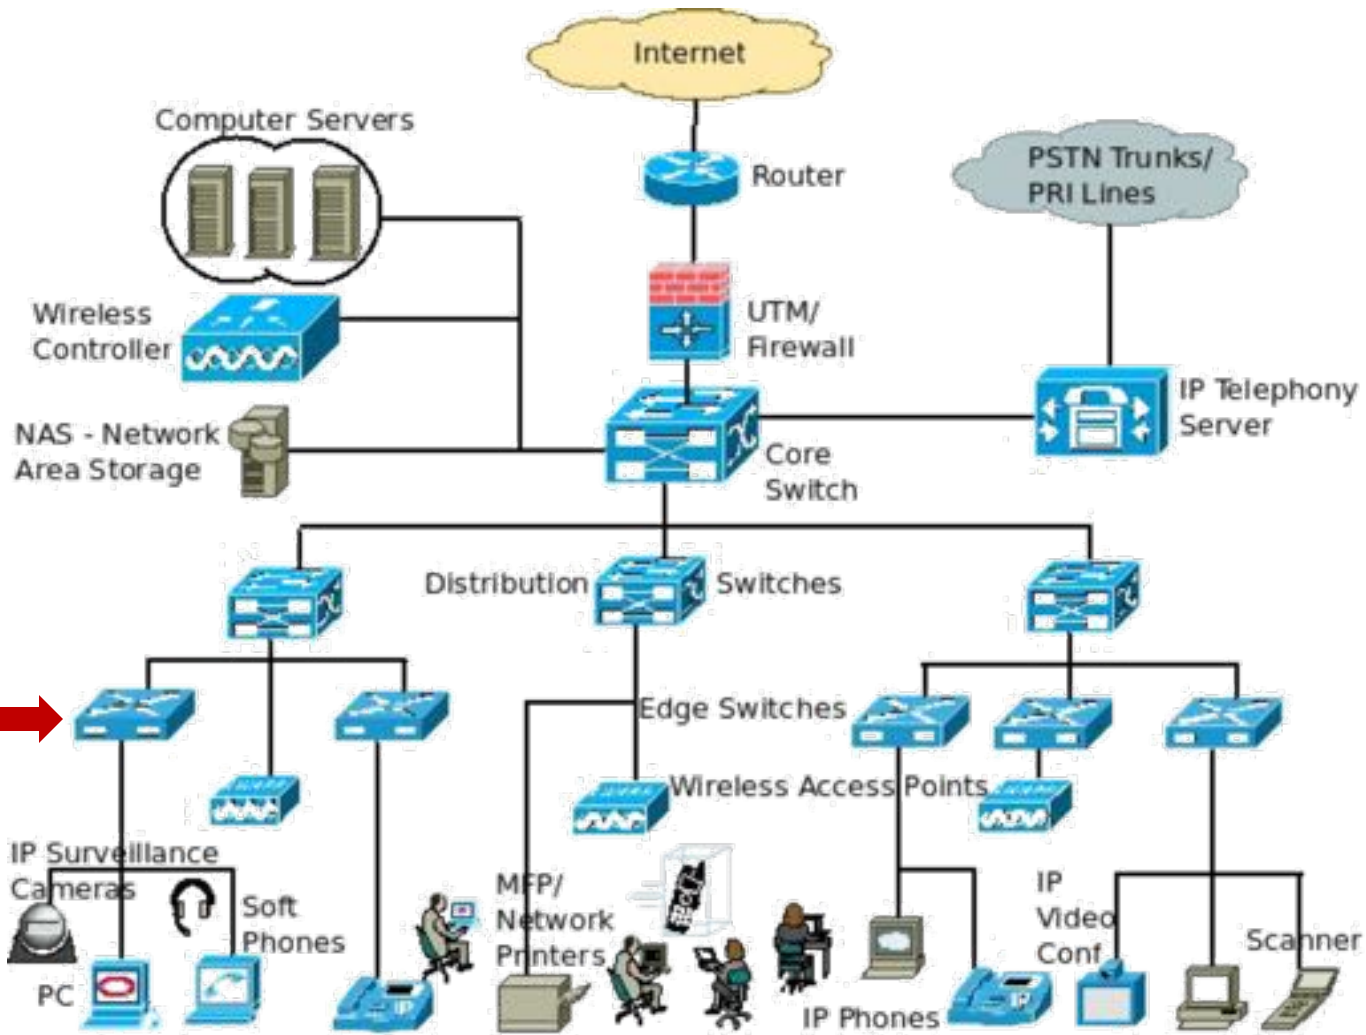 Internet
Computer Servers
Router
PSTN Trunks/
PRI Lines
Wireless
Controller
UTM/
Firewall
IP Telephony
Server
NAS - Network
Area Storage
Core
Switch
Distribution Switches
Edge Switches
Wireless Access Points
IP Surveillance
Cameras
Soft
Phones
PC
IP
MFP/
Network
Printers
IP Phones
IP
IP
Video
Conf
Scanner